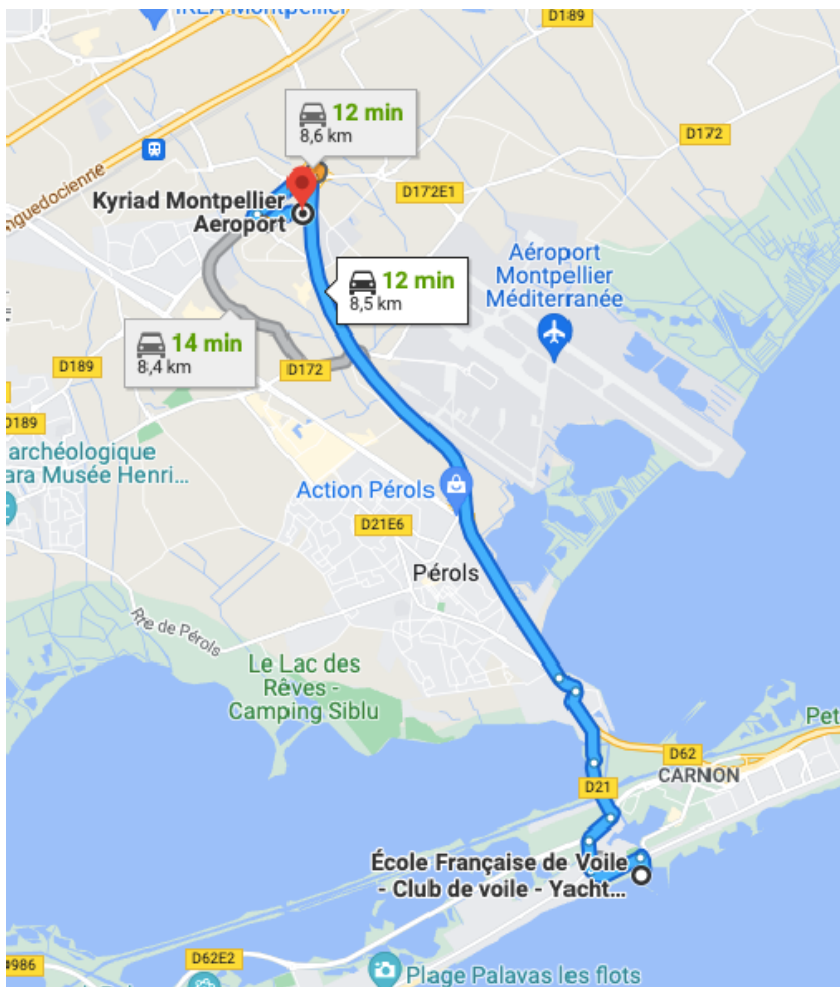 IKEA Montpellier
D189
12 min
8,6 km
D172
Kyriad Montpellier
Aeroport
D172E1
Aéroport
Montpellier
Méditerranée
12 min
8,5 km
14 min
8,4 km
D172
D189
D189
archéologique
ara Musée Henri...
Action Pérols
D21E6
Pérols
Rte de Pérols
Le Lac des
Rêves -
Camping Siblu
Pet
D62
CARNON
D21
École Française de Voile
- Club de voile - Yacht...
D62E2
986
Plage Palavas les flots